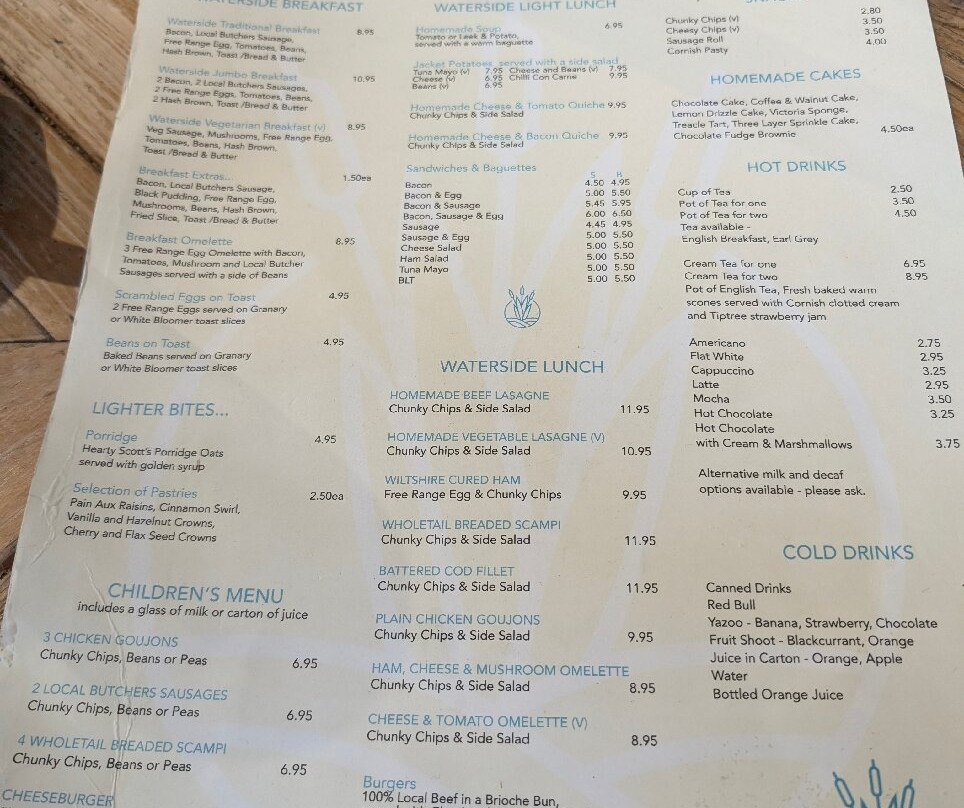 WATERSIDE BREAKFAST
Waterside Traditional Breakfast 8.95
Bacon, Local Butchers Sausage,
Free Range Egg, Tomatoes, Beans,
Hash Brown, Toast /Bread & Butter
Waterside Jumbo Breakfast 10.95
2 Bacon, 2 Local Butchers Sausages,
2 Free Range Eggs, Tomatoes, Beans,
2 Hash Brown, Toast /Bread & Butter
Waterside Vegetarian Breakfast (v) 8.95
Veg Sausage, Mushrooms, Free Range Egg,
Tomatoes, Beans, Hash Brown,
Toast /Bread & Butter
Breakfast Extras... 1.50ea
Bacon, Local Butchers Sausage,
Black Pudding, Free Range Egg,
Mushrooms, Beans, Hash Brown,
Fried Slice, Toast /Bread & Butter
Breakfast Omelette 8.95
3 Free Range Egg Omelette with Bacon,
Tomatoes, Mushroom and Local Butcher
Sausages served with a side of Beans
Scrambled Eggs on Toast 4.95
2 Free Range Eggs served on Granary
or White Bloomer toast slices
Beans on Toast 4.95
Baked Beans served on Granary
or White Bloomer toast slices
LIGHTER BITES...
Porridge 4.95
Hearty Scott's Porridge Oats
served with golden syrup
Selection of Pastries 2.50ea
Pain Aux Raisins, Cinnamon Swirl,
Vanilla and Hazelnut Crowns,
Cherry and Flax Seed Crowns
CHILDREN'S MENU
includes a glass of milk or carton of juice
3 CHICKEN GOUJONS
Chunky Chips, Beans or Peas 6.95
2 LOCAL BUTCHERS SAUSAGES
Chunky Chips, Beans or Peas 6.95
4 WHOLETAIL BREADED SCAMPI
Chunky Chips, Beans or Peas 6.95
CHEESEBURGER
WATERSIDE LIGHT LUNCH
Homemade Soup 6.95
Tomato or Leek & Potato,
served with a warm baguette
Jacket Potatoes served with a side salad
Tuna Mayo (v) 7.95 Cheese and Beans (v) 7.95
Cheese (v) 6.95 Chilli Con Carne 9.95
Beans (v) 6.95
Homemade Cheese & Tomato Quiche 9.95
Chunky Chips & Side Salad
Homemade Cheese & Bacon Quiche 9.95
Chunky Chips & Side Salad
Sandwiches & Baguettes
S
Bacon 4.50 4.95
Bacon & Egg 5.00 5.50
Bacon & Sausage 5.45 5.95
Bacon, Sausage & Egg 6.00 6.50
Sausage 4.45 4.95
Sausage & Egg 5.00 5.50
Cheese Salad 5.00 5.50
Ham Salad 5.00 5.50
Tuna Mayo 5.00 5.50
BLT 5.00 5.50
WATERSIDE LUNCH
HOMEMADE BEEF LASAGNE
Chunky Chips & Side Salad 11.95
HOMEMADE VEGETABLE LASAGNE (V)
Chunky Chips & Side Salad 10.95
WILTSHIRE CURED HAM
Free Range Egg & Chunky Chips 9.95
WHOLETAIL BREADED SCAMPI
Chunky Chips & Side Salad 11.95
BATTERED COD FILLET
Chunky Chips & Side Salad 11.95
PLAIN CHICKEN GOUJONS
Chunky Chips & Side Salad 9.95
HAM, CHEESE & MUSHROOM OMELETTE
Chunky Chips & Side Salad 8.95
CHEESE & TOMATO OMELETTE (V)
Chunky Chips & Side Salad 8.95
Burgers
100% Local Beef in a Brioche Bun,
Chunky Chips (v) 2.80
Cheesy Chips (v) 3.50
Sausage Roll 3.50
Cornish Pasty 4.00
HOMEMADE CAKES
Chocolate Cake, Coffee & Walnut Cake,
Lemon Drizzle Cake, Victoria Sponge,
Treacle Tart, Three Layer Sprinkle Cake,
Chocolate Fudge Brownie 4.50ea
HOT DRINKS
Cup of Tea 2.50
Pot of Tea for one 3.50
Pot of Tea for two 4.50
Tea available -
English Breakfast, Earl Grey
Cream Tea for one 6.95
Cream Tea for two 8.95
Pot of English Tea, Fresh baked warm
scones served with Cornish clotted cream
and Tiptree strawberry jam
Americano 2.75
Flat White 2.95
Cappuccino 3.25
Latte 2.95
Mocha 3.50
Hot Chocolate 3.25
Hot Chocolate
with Cream & Marshmallows 3.75
Alternative milk and decaf
options available - please ask.
COLD DRINKS
Canned Drinks
Red Bull
Yazoo - Banana, Strawberry, Chocolate
Fruit Shoot - Blackcurrant, Orange
Juice in Carton - Orange, Apple
Water
Bottled Orange Juice